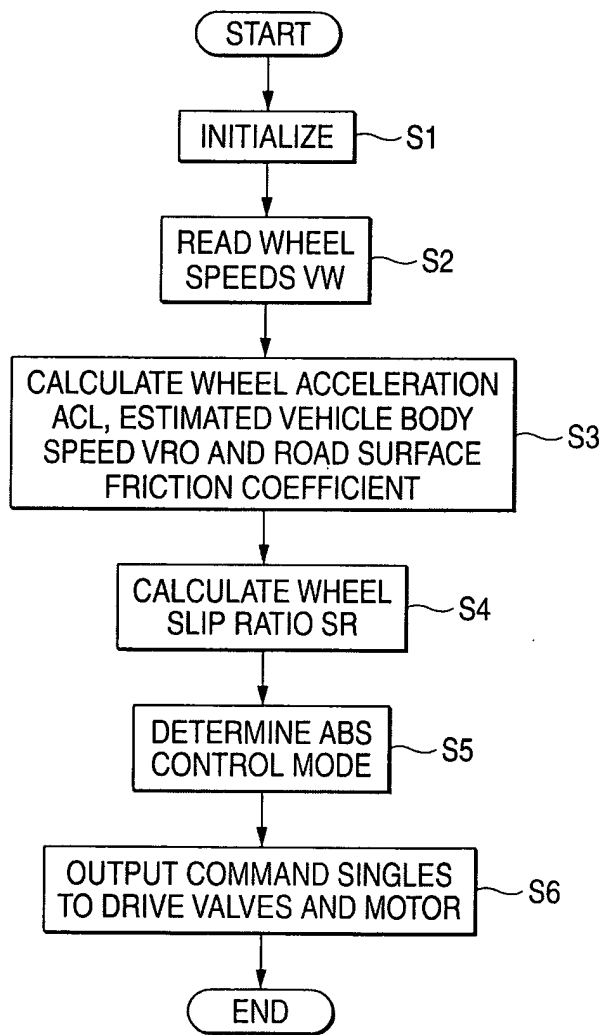 START
INITIALIZE
S1
READ WHEEL
SPEEDS VW
S2
CALCULATE WHEEL ACCELERATION
ACL, ESTIMATED VEHICLE BODY
SPEED VRO AND ROAD SURFACE
FRICTION COEFFICIENT
S3
CALCULATE WHEEL
SLIP RATIO SR
S4
DETERMINE ABS
CONTROL MODE
S5
OUTPUT COMMAND SINGLES
TO DRIVE VALVES AND MOTOR
S6
END